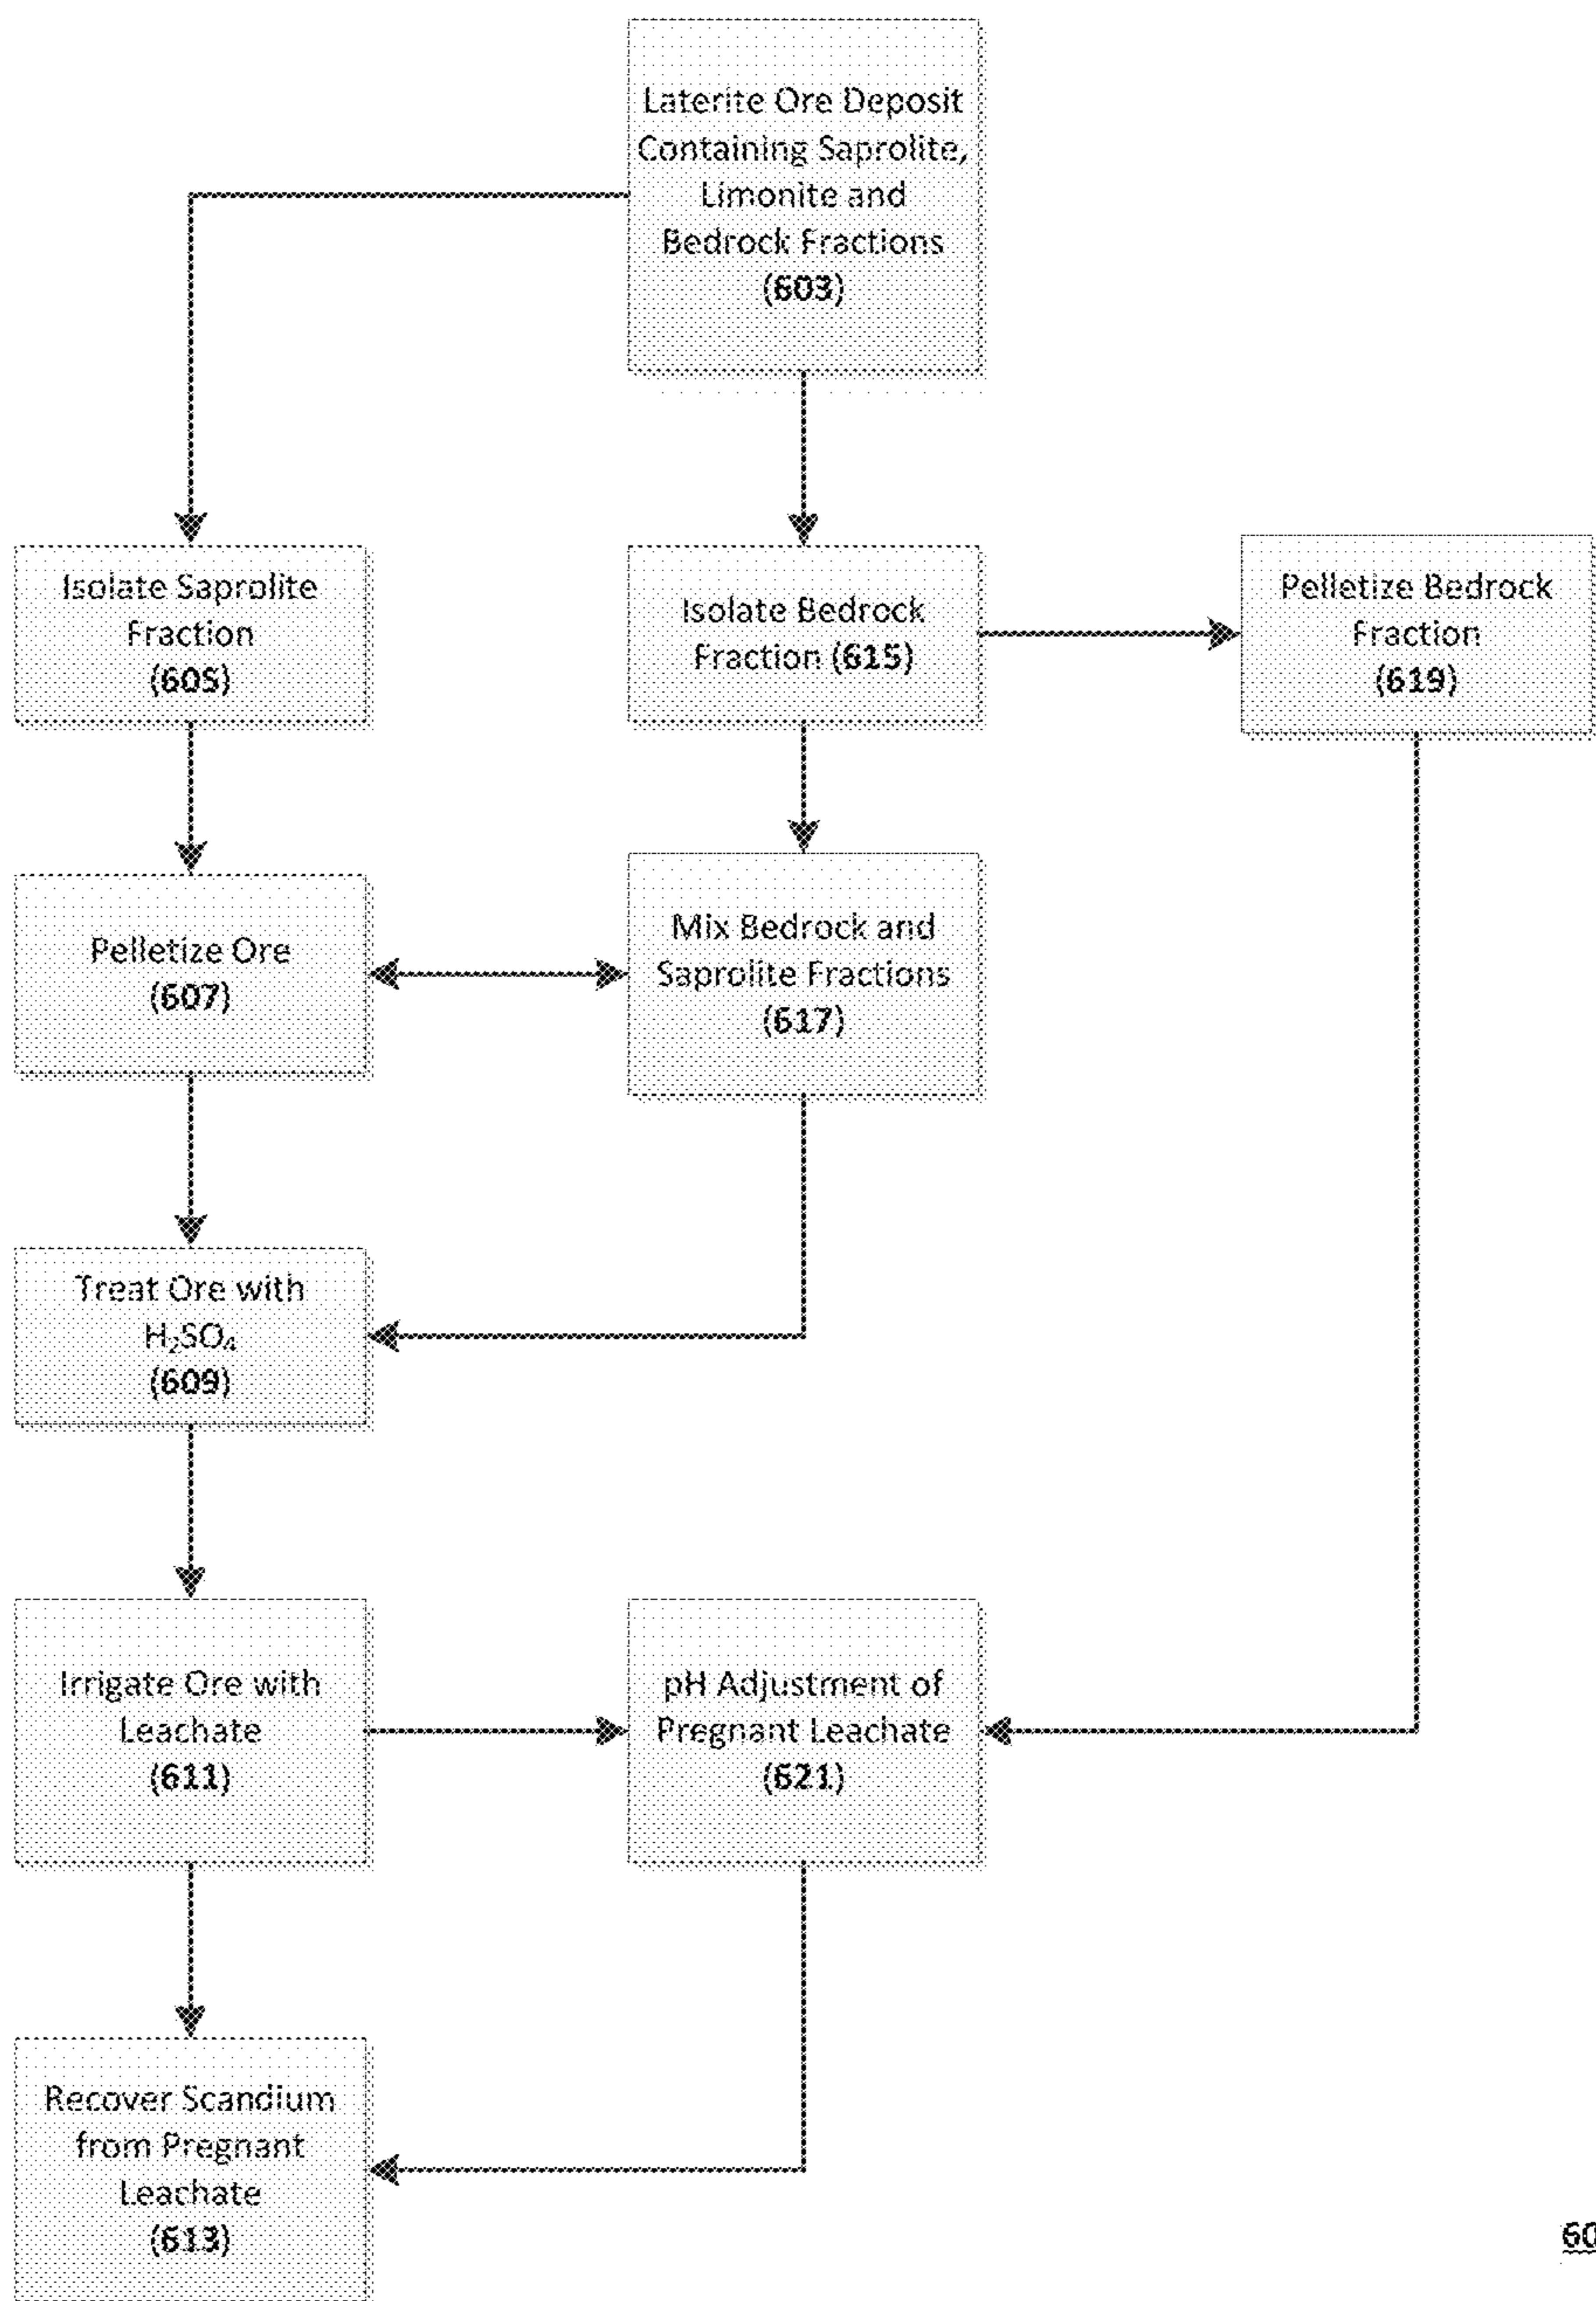 Laterite Ore Deposit
Containing Saprolite,
Limonite and
Bedrock Fractions
(603)
Isolate Saprolite
Fraction
(605)
Isolate Bedrock
Fraction (615)
Pelletize Bedrock
Fraction
(619)
Pelletize Ore
(607)
Mix Bedrock and
Saprolite Fractions
(617)
Treat Ore with
H₂SO₄
(609)
Irrigate Ore with
Leachate
(611)
pH Adjustment of
Pregnant Leachate
(621)
Recover Scandium
from Pregnant
Leachate
(613)